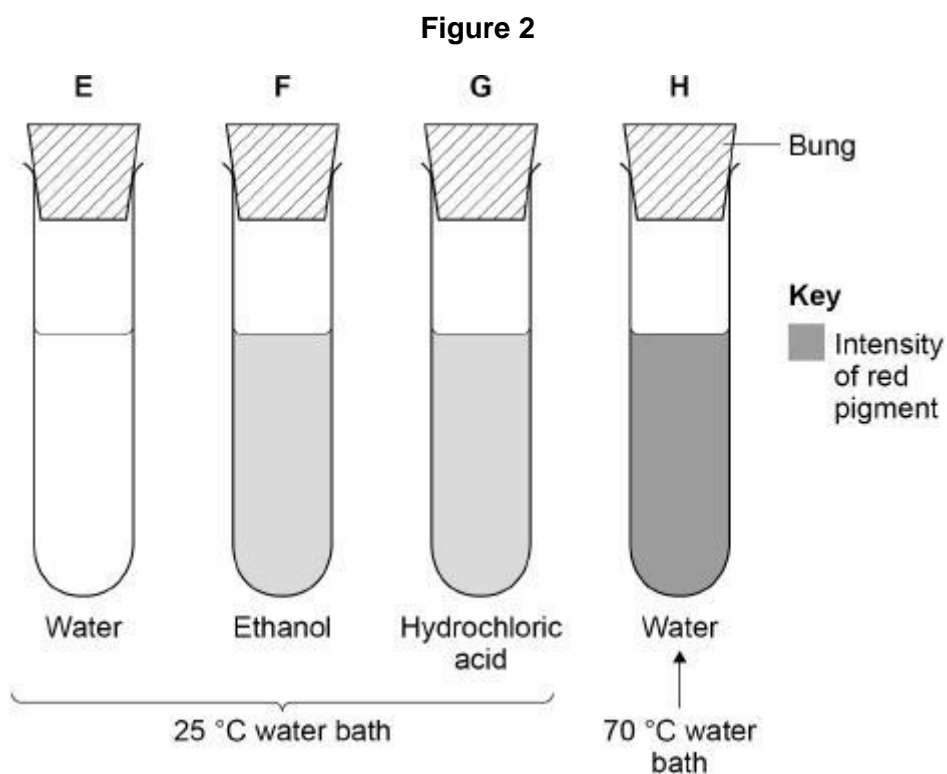 Figure 2
E F G H
Bung
Key
Intensity
of red
pigment
Water Ethanol Hydrochloric
acid Water
25 °C water bath
70 °C water
bath